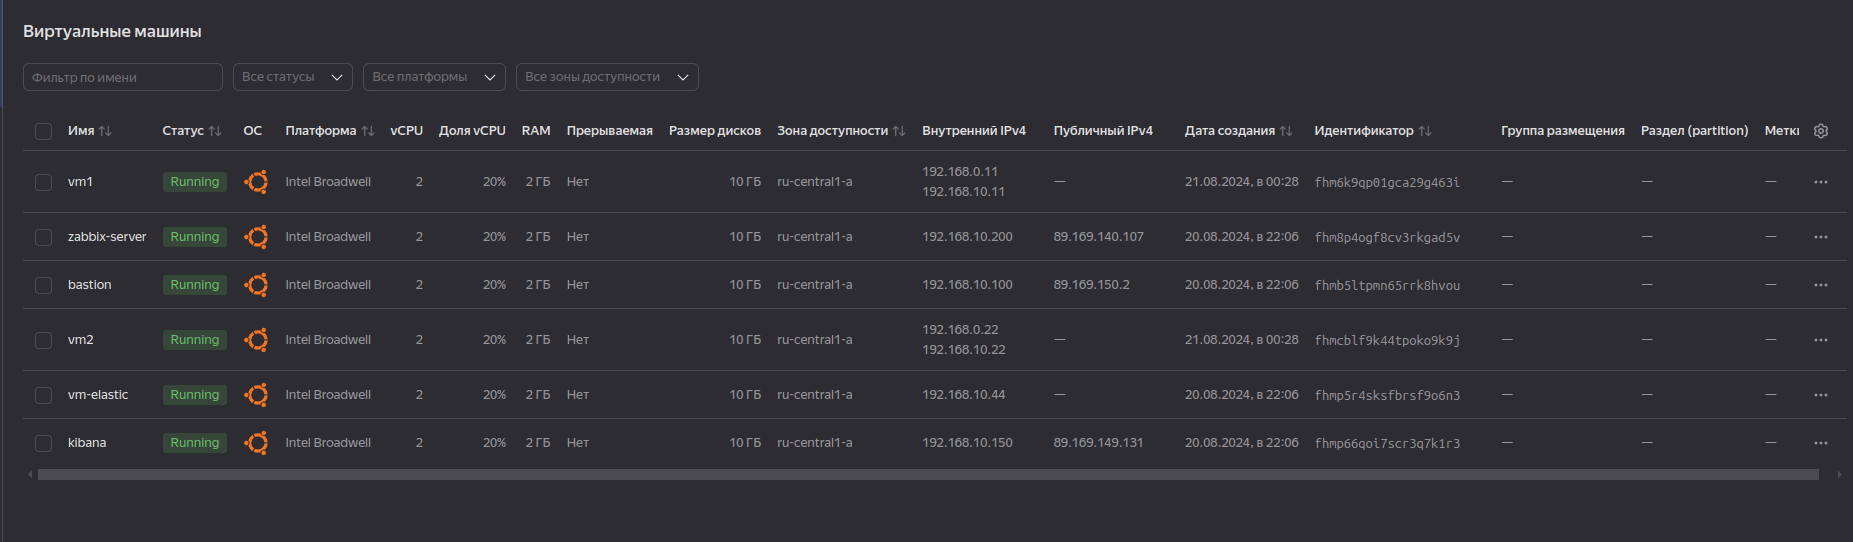 Виртуальные машины
Фильтр по имени Все статусы Все платформы Все зоны доступности
Имя Статус ОС Платформа vCPU Доля vCPU RAM Прерываемая Размер дисков Зона доступности Внутренний IPv4 Публичный IPv4 Дата создания Идентификатор Группа размещения Раздел (partition) Метки
vm1 Running Intel Broadwell 2 20% 2 ГБ Нет 10 ГБ ru-central1-a 192.168.0.11 — 21.08.2024, в 00:28 fhm6k9qp01gca29g463i — — —
192.168.10.11
zabbix-server Running Intel Broadwell 2 20% 2 ГБ Нет 10 ГБ ru-central1-a 192.168.10.200 89.169.140.107 20.08.2024, в 22:06 fhm8p4ogf8cv3rkgad5v — — —
bastion Running Intel Broadwell 2 20% 2 ГБ Нет 10 ГБ ru-central1-a 192.168.10.100 89.169.150.2 20.08.2024, в 22:06 fhmb5ltpmn65rrk8hvou — — —
vm2 Running Intel Broadwell 2 20% 2 ГБ Нет 10 ГБ ru-central1-a 192.168.0.22 — 21.08.2024, в 00:28 fhmcblf9k44tpoko9k9j — — —
192.168.10.22
vm-elastic Running Intel Broadwell 2 20% 2 ГБ Нет 10 ГБ ru-central1-a 192.168.10.44 — 20.08.2024, в 22:06 fhmp5r4sksfbrsf9o6n3 — — —
kibana Running Intel Broadwell 2 20% 2 ГБ Нет 10 ГБ ru-central1-a 192.168.10.150 89.169.149.131 20.08.2024, в 22:06 fhmp66qoi7scr3q7k1r3 — — —